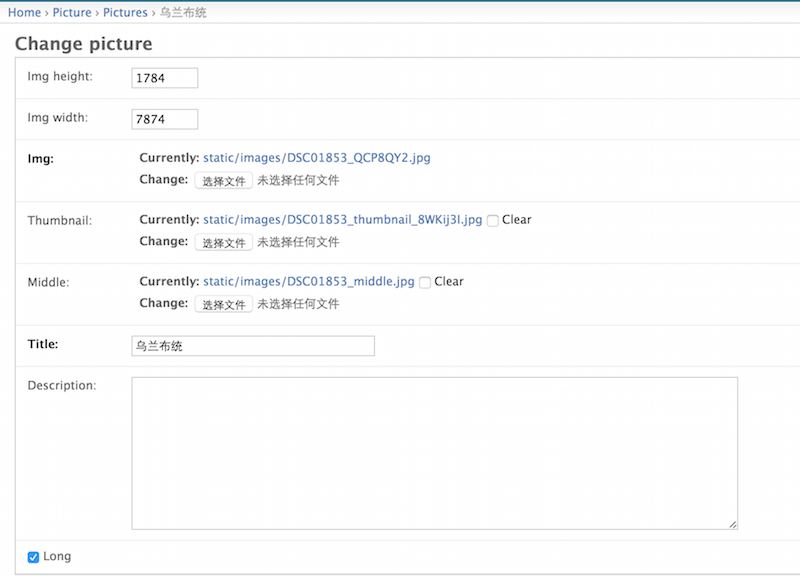 Home › Picture › Pictures › 乌兰布统
Change picture
Img height: 1784
Img width: 7874
Img: Currently: static/images/DSC01853_QCP8QY2.jpg
Change: 选择文件 未选择任何文件
Thumbnail: Currently: static/images/DSC01853_thumbnail_8WKij3I.jpg Clear
Change: 选择文件 未选择任何文件
Middle: Currently: static/images/DSC01853_middle.jpg Clear
Change: 选择文件 未选择任何文件
Title: 乌兰布统
Description:
Long